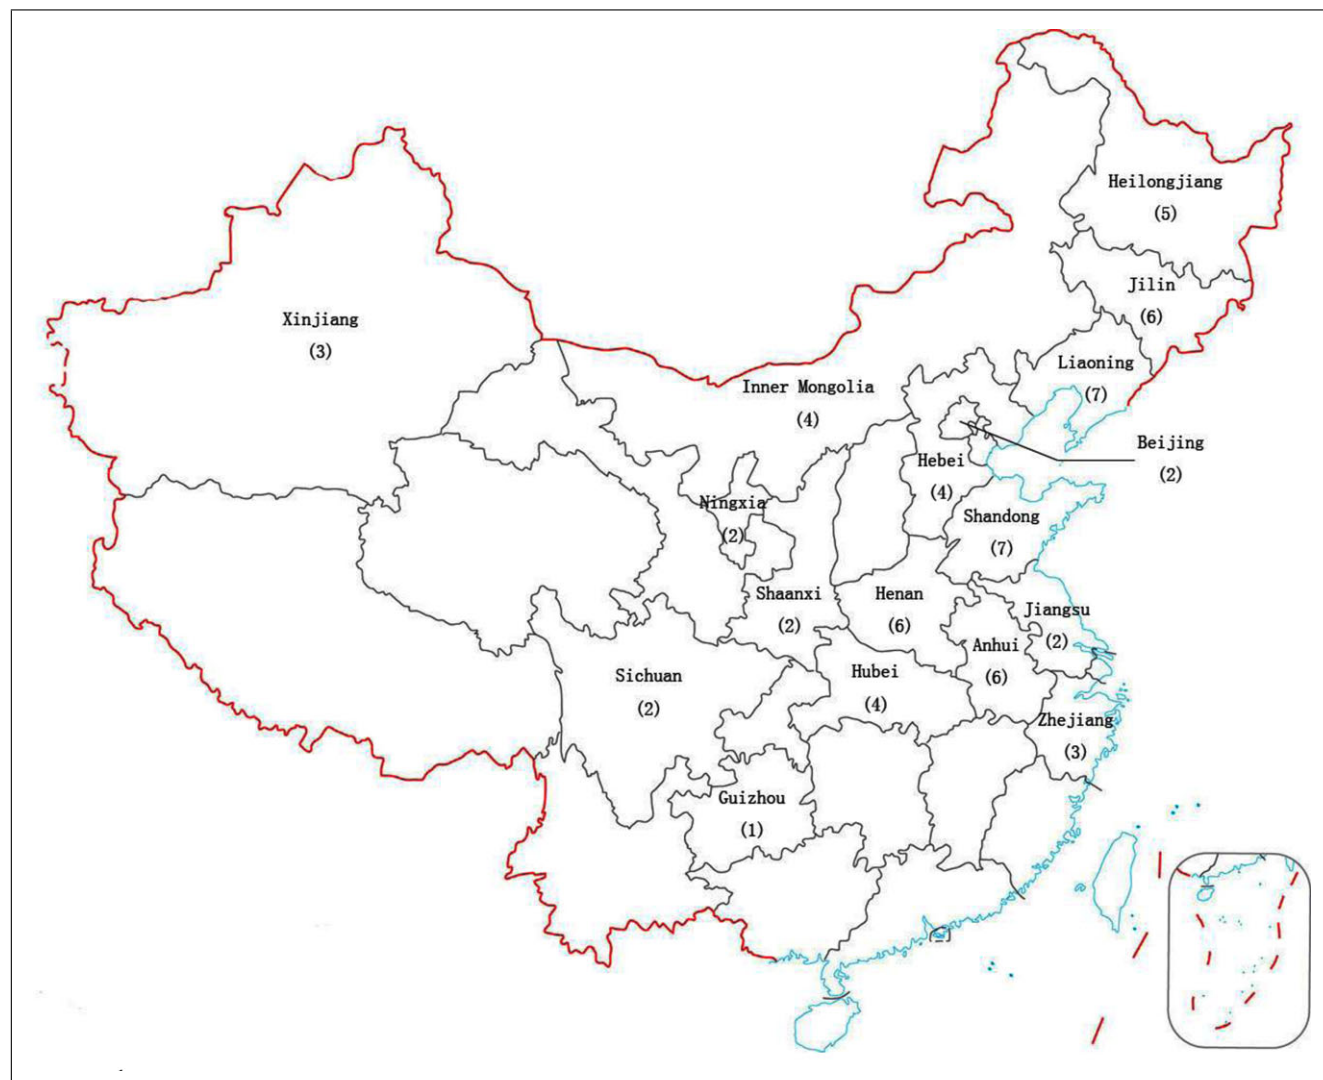 Heilongjiang
(5)
Jilin
(6)
Xinjiang
(3)
Liaoning
(7)
Inner Mongolia
(4)
Beijing
(2)
Hebei
(4)
Ningxia
(2)
Shandong
(7)
Shaanxi
(2)
Henan
(6)
Jiangsu
(2)
Anhui
(6)
Sichuan
(2)
Hubei
(4)
Zhejiang
(3)
Guizhou
(1)